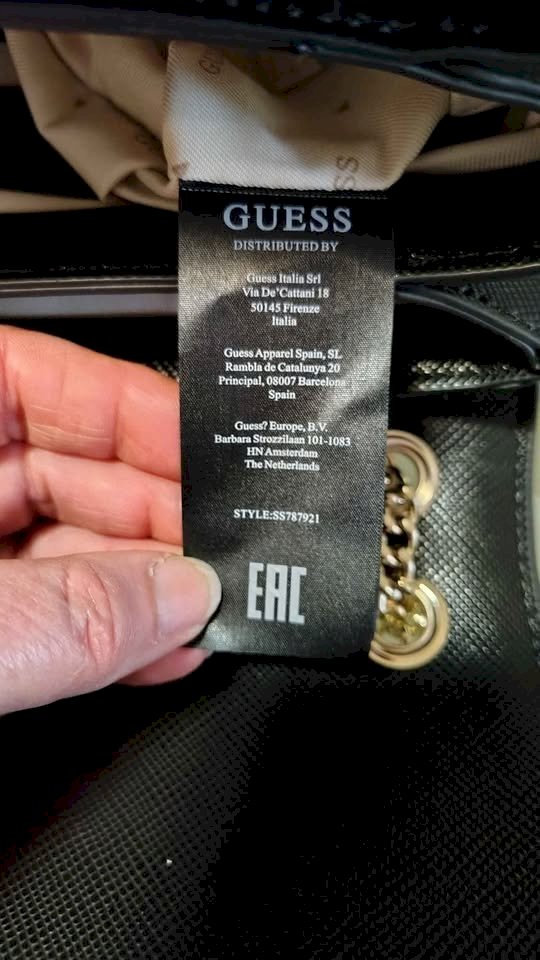 GUESS
DISTRIBUTED BY
Guess Italia Srl
Via De'Cattani 18
50145 Firenze
Italia
Guess Apparel Spain, SL
Rambla de Catalunya 20
Principal, 08007 Barcelona
Spain
Guess? Europe, B.V.
Barbara Strozzilaan 101-1083
HN Amsterdam
The Netherlands
STYLE:SS787921
EAC